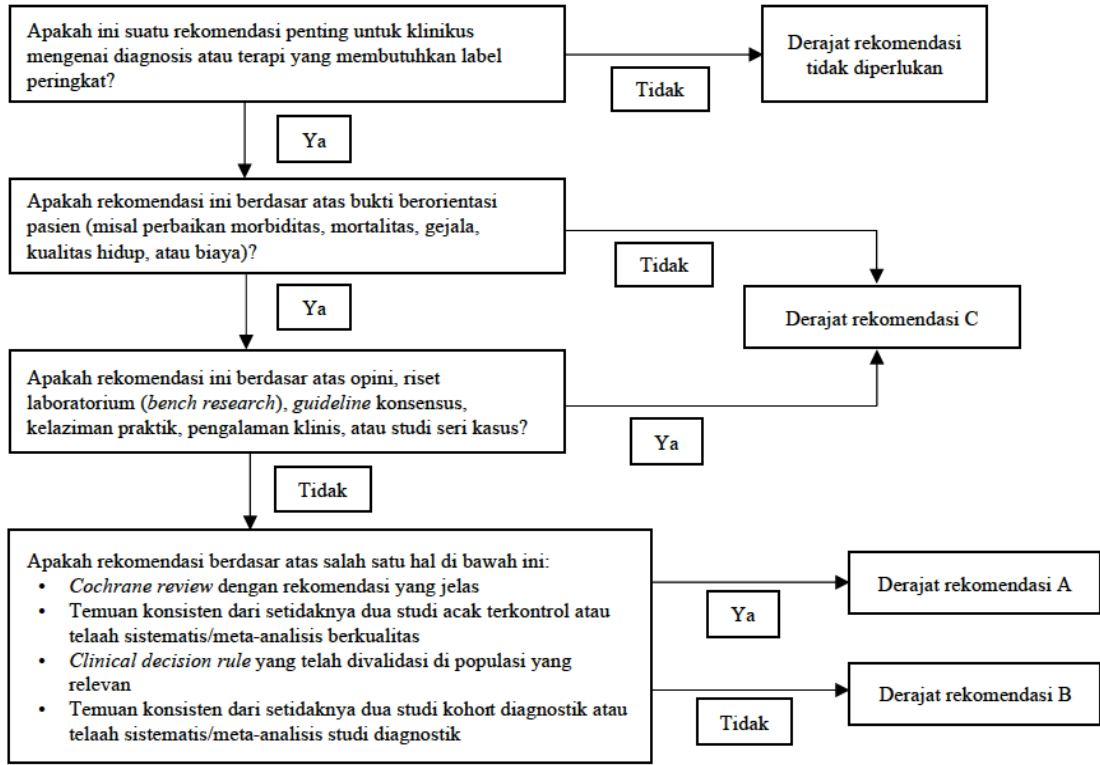 Apakah ini suatu rekomendasi penting untuk klinikus
mengenai diagnosis atau terapi yang membutuhkan label
peringkat?
Derajat rekomendasi
tidak diperlukan
Tidak
Ya
Apakah rekomendasi ini berdasar atas bukti berorientasi
pasien (misal perbaikan morbiditas, mortalitas, gejala,
kualitas hidup, atau biaya)?
Tidak
Ya
Derajat rekomendasi C
Apakah rekomendasi ini berdasar atas opini, riset
laboratorium (bench research), guideline konsensus,
kelaziman praktik, pengalaman klinis, atau studi seri kasus?
Ya
Tidak
Apakah rekomendasi berdasar atas salah satu hal di bawah ini:
• Cochrane review dengan rekomendasi yang jelas
• Temuan konsisten dari setidaknya dua studi acak terkontrol atau
telaah sistematis/meta-analisis berkualitas
• Clinical decision rule yang telah divalidasi di populasi yang
relevan
• Temuan konsisten dari setidaknya dua studi kohort diagnostik atau
telaah sistematis/meta-analisis studi diagnostik
Ya
Derajat rekomendasi A
Tidak
Derajat rekomendasi B